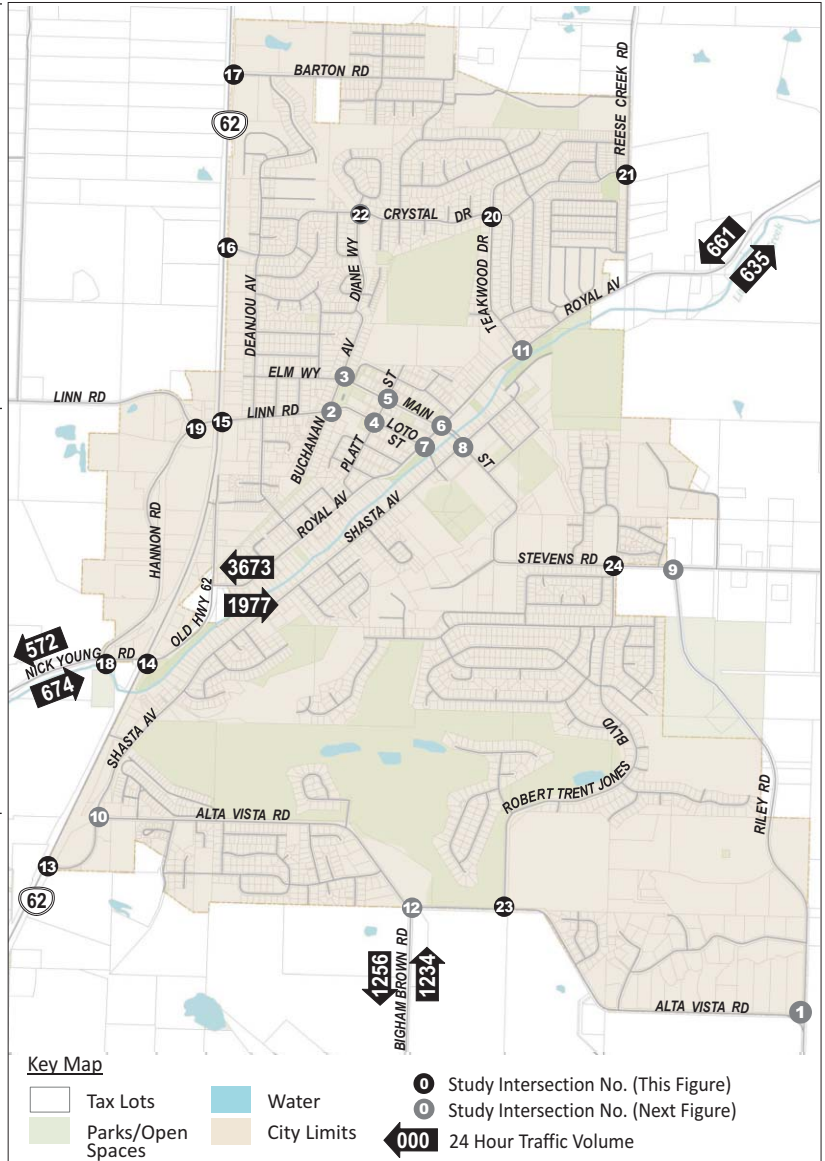 BARTON RD
17
62
REESE CREEK RD
21
22
CRYSTAL DR
20
16
DEANJOU AV
DIANE WY
TEAKWOOD DR
661
635
ROYAL AV
11
ELM WY
3
AV
ST
5
MAIN
LINN RD
19
15
LINN RD
2
BUCHANAN
4
PLATT
LOTO ST
6
7
8
ST
HANNON RD
ROYAL AV
SHASTA AV
STEVENS RD
24
9
3673
1977
OLD HWY 62
572
NICK YOUNG RD
674
18
14
SHASTA AV
BLVD
ROBERT TRENT JONES
RILEY RD
10
ALTA VISTA RD
13
62
12
23
BIGHAM BROWN RD
1256
1234
ALTA VISTA RD
1
Key Map
Tax Lots
Water
Parks/Open
Spaces
City Limits
0 Study Intersection No. (This Figure)
0 Study Intersection No. (Next Figure)
000 24 Hour Traffic Volume